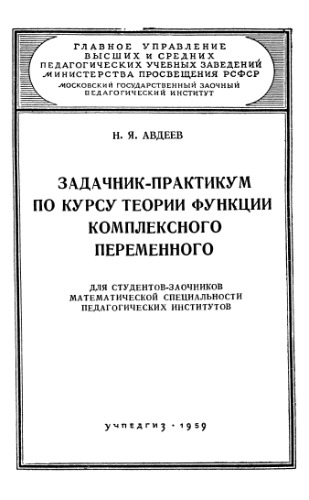 ГЛАВНОЕ УПРАВЛЕНИЕ
ВЫСШИХ И СРЕДНИХ
ПЕДАГОГИЧЕСКИХ УЧЕБНЫХ ЗАВЕДЕНИЙ
МИНИСТЕРСТВА ПРОСВЕЩЕНИЯ РСФСР
МОСКОВСКИЙ ГОСУДАРСТВЕННЫЙ ЗАОЧНЫЙ
ПЕДАГОГИЧЕСКИЙ ИНСТИТУТ
Н. Я. АВДЕЕВ
ЗАДАЧНИК-ПРАКТИКУМ
ПО КУРСУ ТЕОРИИ ФУНКЦИИ
КОМПЛЕКСНОГО
ПЕРЕМЕННОГО
ДЛЯ СТУДЕНТОВ-ЗАОЧНИКОВ
МАТЕМАТИЧЕСКОЙ СПЕЦИАЛЬНОСТИ
ПЕДАГОГИЧЕСКИХ ИНСТИТУТОВ
УЧПЕДГИЗ · 1959